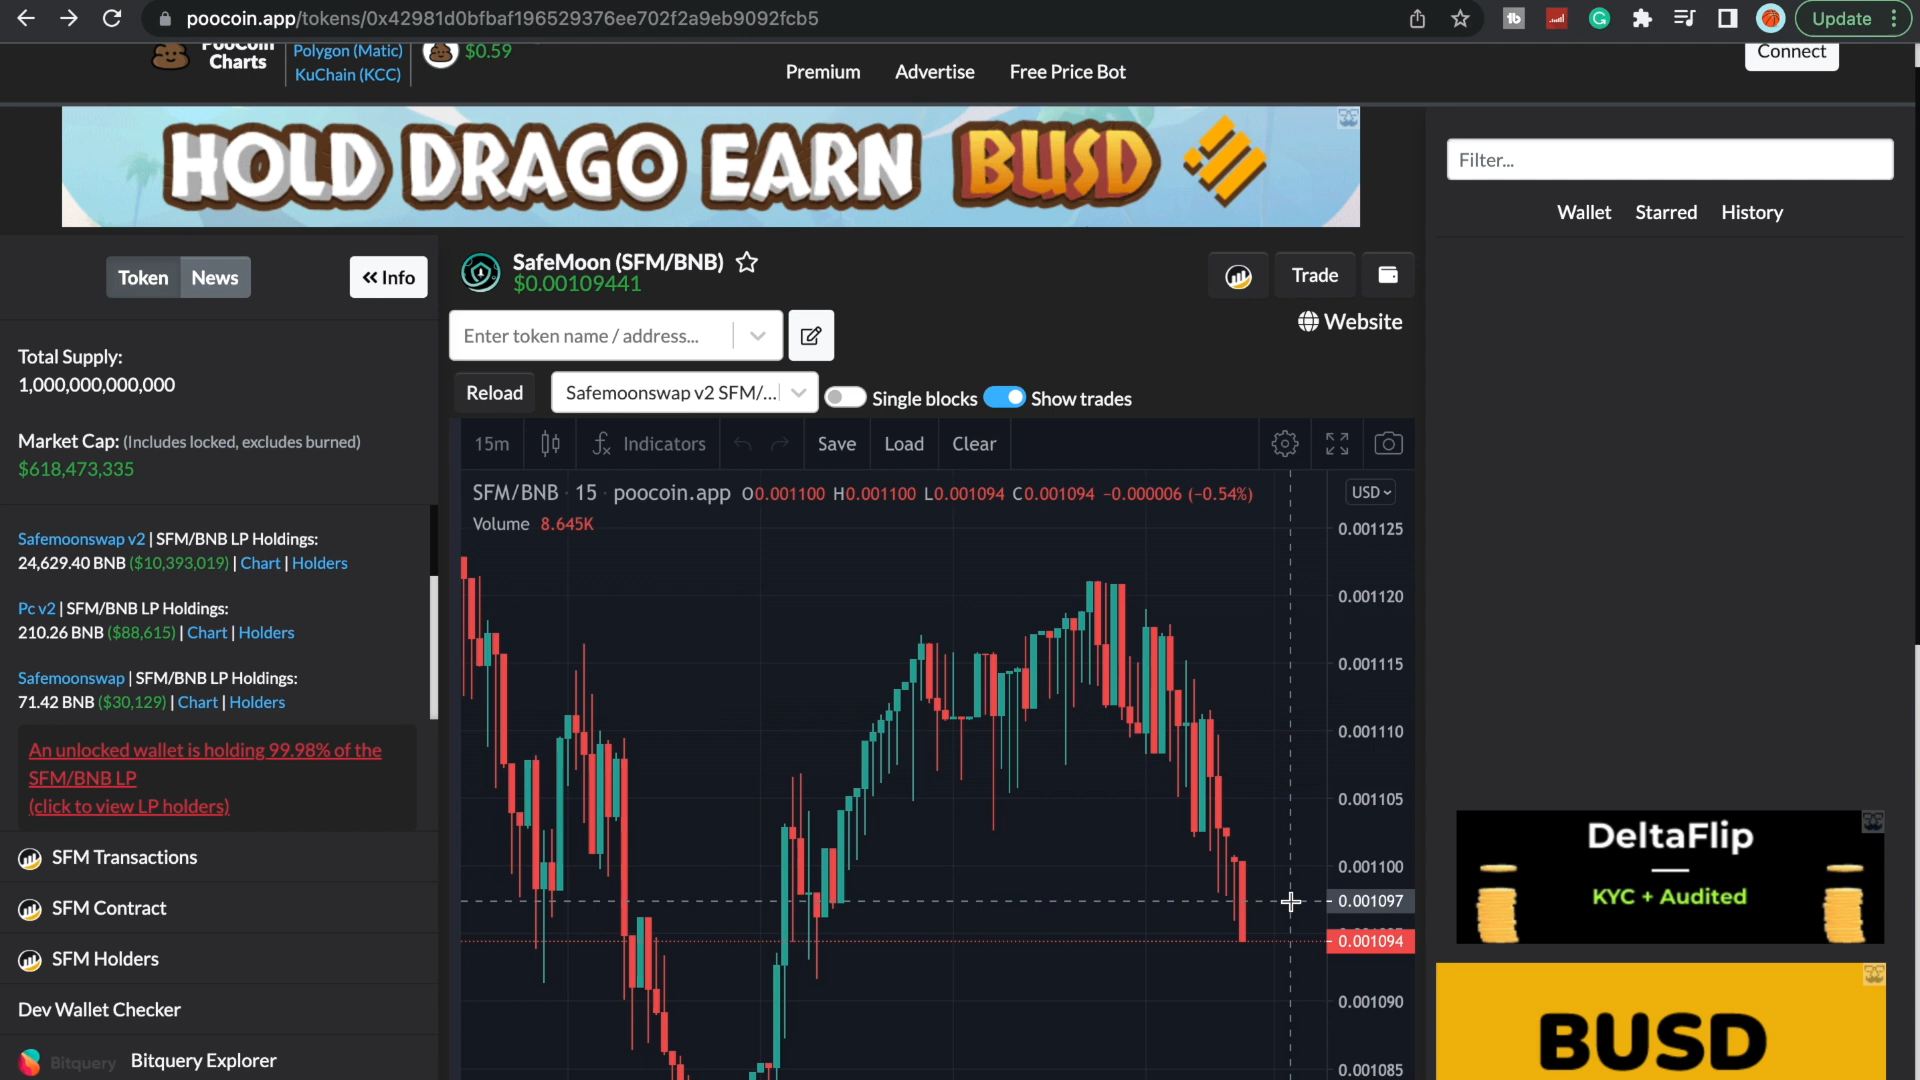 poocoin.app/tokens/0x42981d0bfbaf196529376ee702f2a9eb9092fcb5
Update
PooCoin
Charts
Polygon (Matic)
KuChain (KCC)
$0.59
Premium
Advertise
Free Price Bot
Connect
HOLD DRAGO EARN BUSD
Filter...
Wallet
Starred
History
Token
News
« Info
Total Supply:
1,000,000,000,000
Market Cap: (Includes locked, excludes burned)
$618,473,335
Safemoonswap v2 | SFM/BNB LP Holdings:
24,629.40 BNB ($10,393,019) | Chart | Holders
Pc v2 | SFM/BNB LP Holdings:
210.26 BNB ($88,615) | Chart | Holders
Safemoonswap | SFM/BNB LP Holdings:
71.42 BNB ($30,129) | Chart | Holders
An unlocked wallet is holding 99.98% of the
SFM/BNB LP
(click to view LP holders)
SFM Transactions
SFM Contract
SFM Holders
Dev Wallet Checker
Bitquery Bitquery Explorer
SafeMoon (SFM/BNB)
$0.00109441
Trade
Website
Enter token name / address...
Reload
Safemoonswap v2 SFM/...
Single blocks
Show trades
15m
Indicators
Save
Load
Clear
SFM/BNB · 15 · poocoin.app O0.001100 H0.001100 L0.001094 C0.001094 −0.000006 (−0.54%)
Volume 8.645K
USD
0.001125
0.001120
0.001115
0.001110
0.001105
0.001100
0.001097
0.001094
0.001090
0.001085
DeltaFlip
KYC + Audited
BUSD